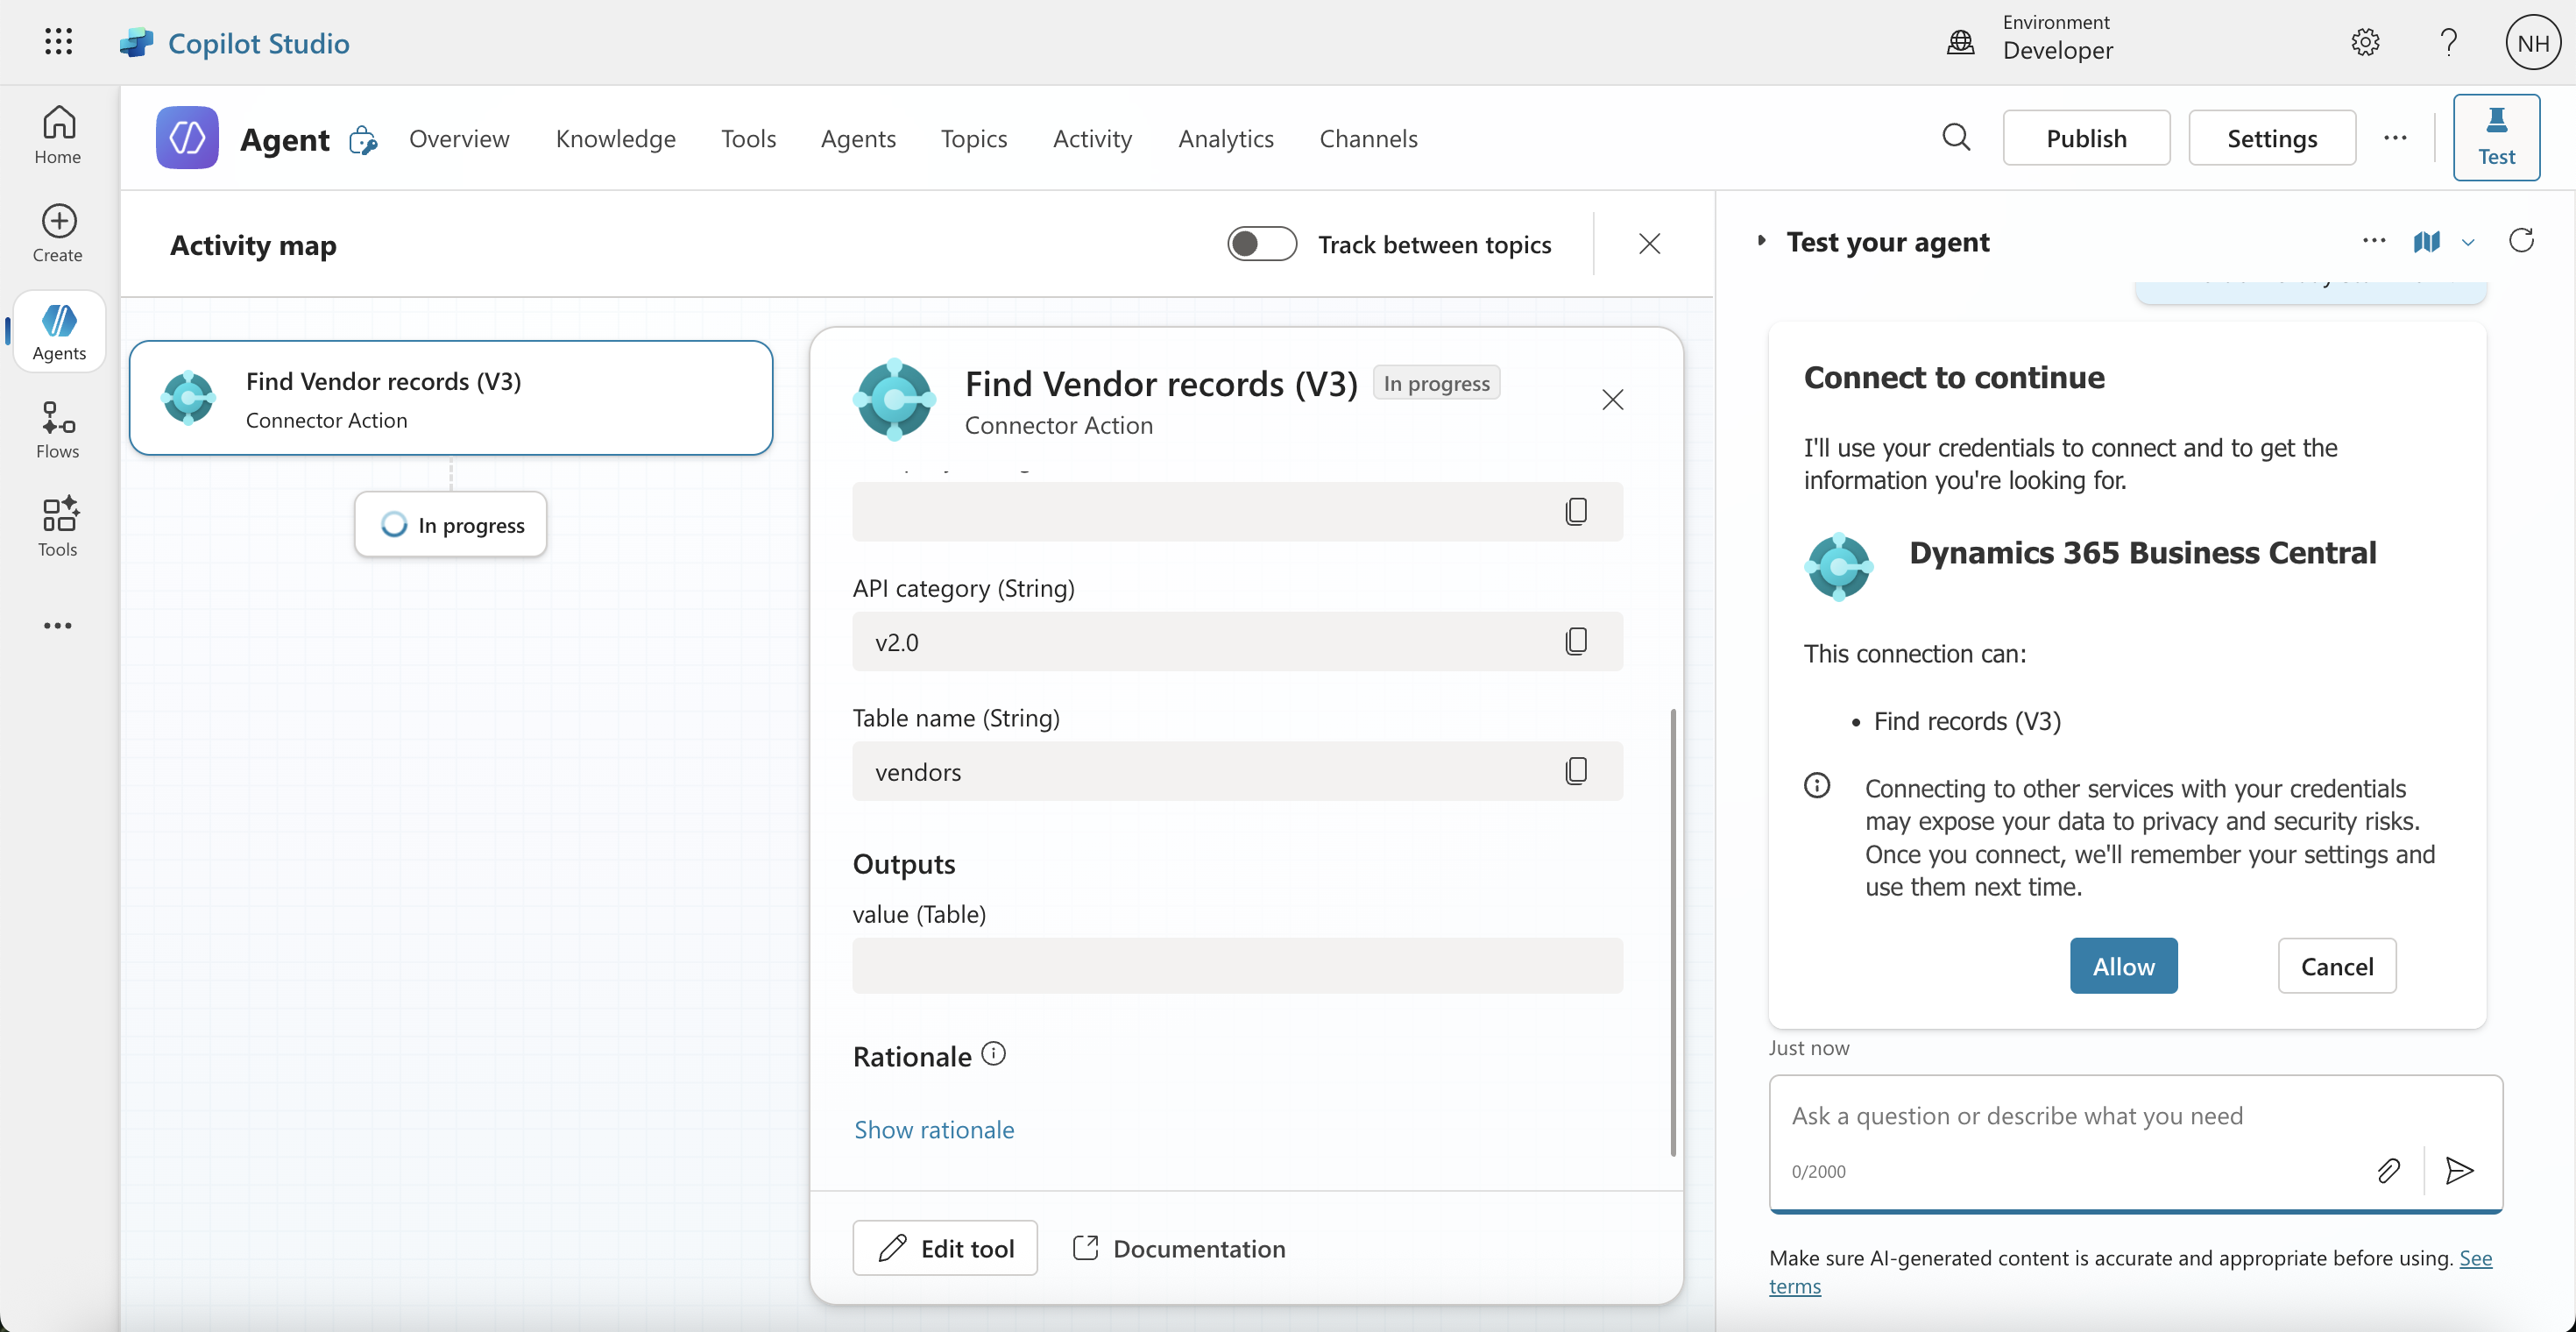 Copilot Studio
Environment
Developer
NH
Home
Create
Agents
Flows
Tools
Agent
Overview
Knowledge
Tools
Agents
Topics
Activity
Analytics
Channels
Publish
Settings
Test
Activity map
Track between topics
Find Vendor records (V3)
Connector Action
In progress
Find Vendor records (V3)
In progress
Connector Action
API category (String)
v2.0
Table name (String)
vendors
Outputs
value (Table)
Rationale
Show rationale
Edit tool
Documentation
Test your agent
Connect to continue
I'll use your credentials to connect and to get the
information you're looking for.
Dynamics 365 Business Central
This connection can:
• Find records (V3)
Connecting to other services with your credentials
may expose your data to privacy and security risks.
Once you connect, we'll remember your settings and
use them next time.
Allow
Cancel
Just now
Ask a question or describe what you need
0/2000
Make sure AI-generated content is accurate and appropriate before using. See
terms